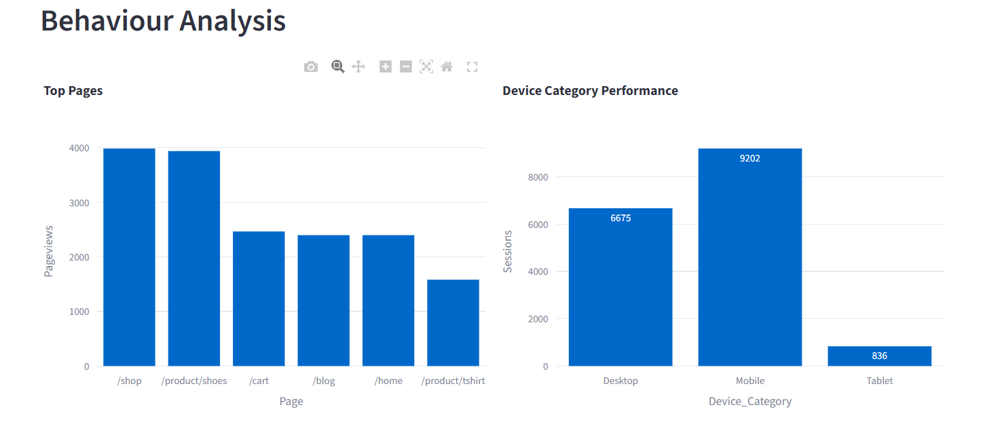 Behaviour Analysis
Top Pages
4000
3000
2000
1000
0
Pageviews
/shop
/product/shoes
/cart
/blog
/home
/product/tshirt
Page
Device Category Performance
8000
6000
4000
2000
0
Sessions
6675
9202
836
Desktop
Mobile
Tablet
Device_Category